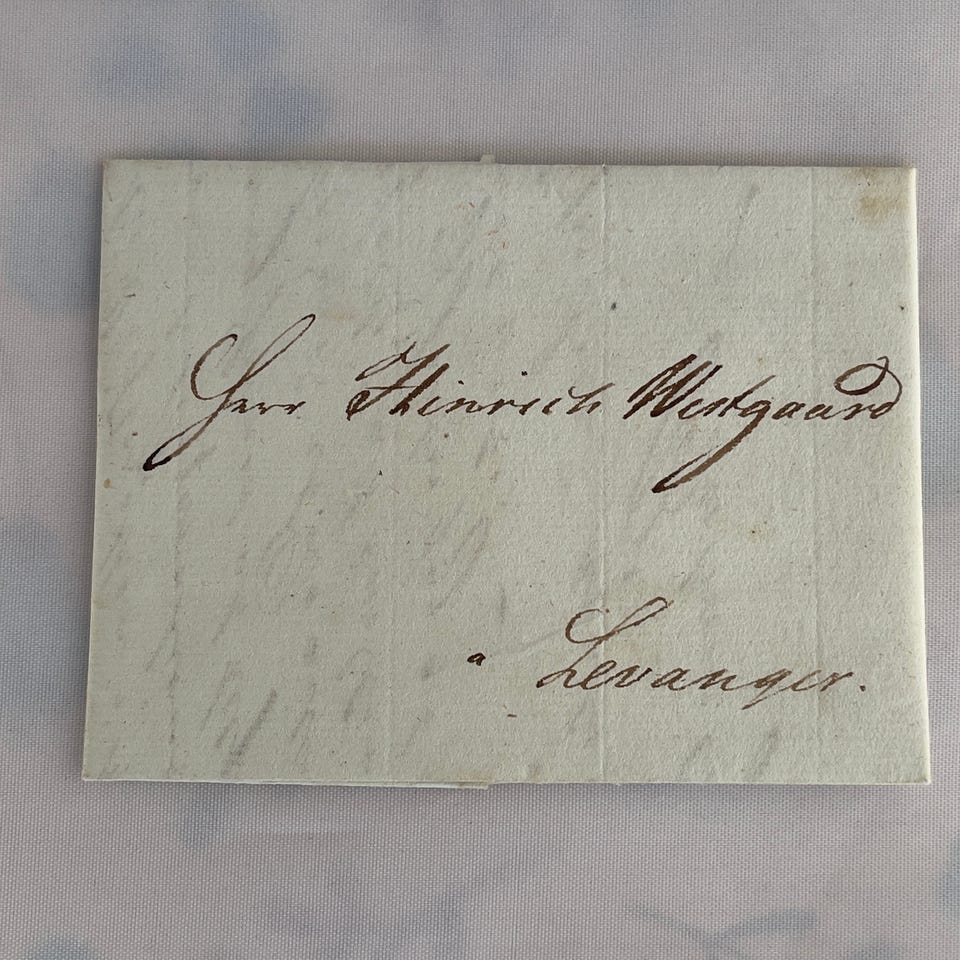 Herr Hinrich Westgaard
a Levanger.